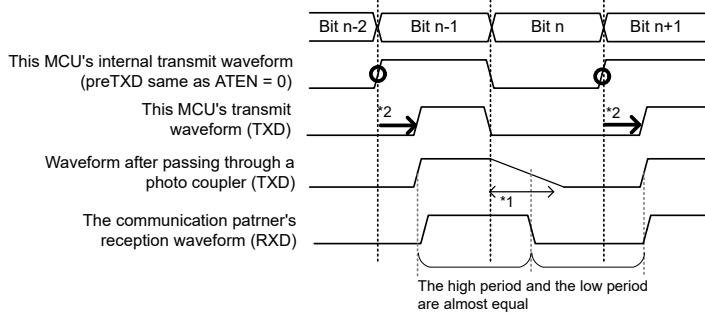 Bit n-2 Bit n-1 Bit n Bit n+1
This MCU's internal transmit waveform
(preTXD same as ATEN = 0)
This MCU's transmit
waveform (TXD)
*2 *2
Waveform after passing through a
photo coupler (TXD)
*1
The communication patrner's
reception waveform (RXD)
The high period and the low period
are almost equal